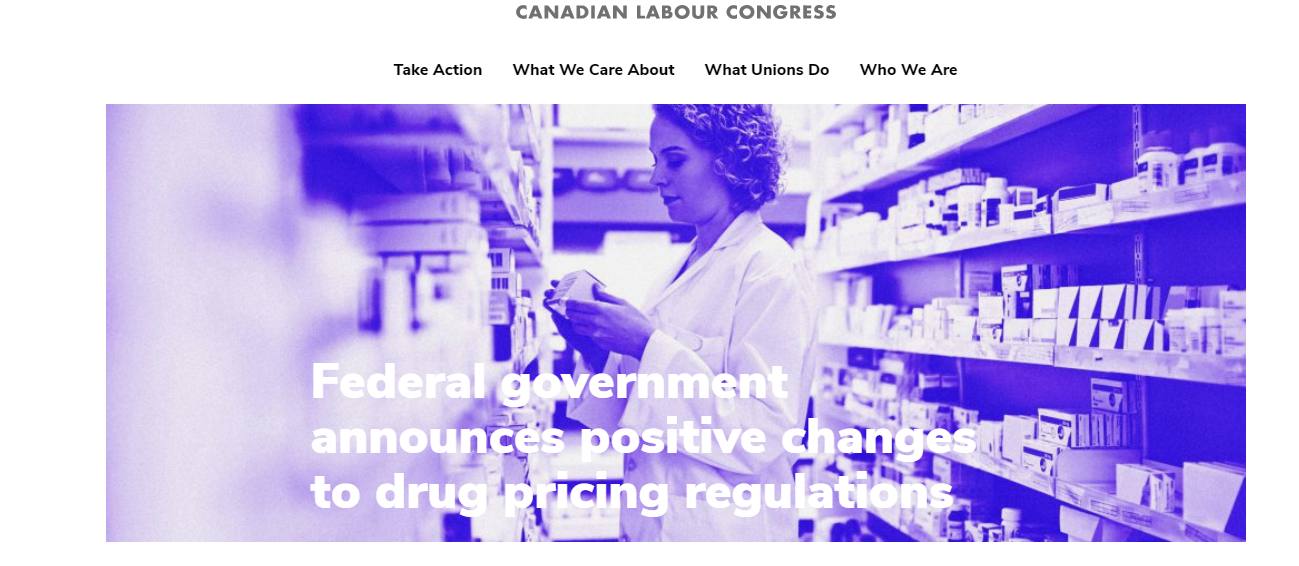 CANADIAN LABOUR CONGRESS
Take Action What We Care About What Unions Do Who We Are
Federal government
announces positive changes
to drug pricing regulations